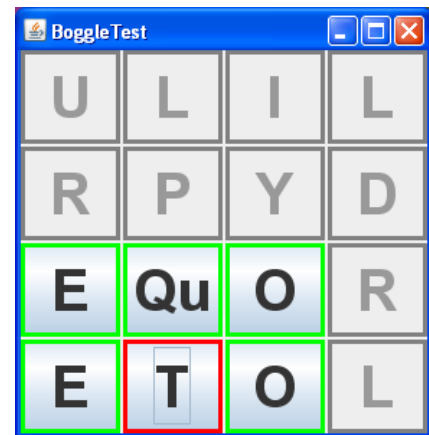 BoggleTest
U L I L
R P Y D
E Qu O R
E T O L